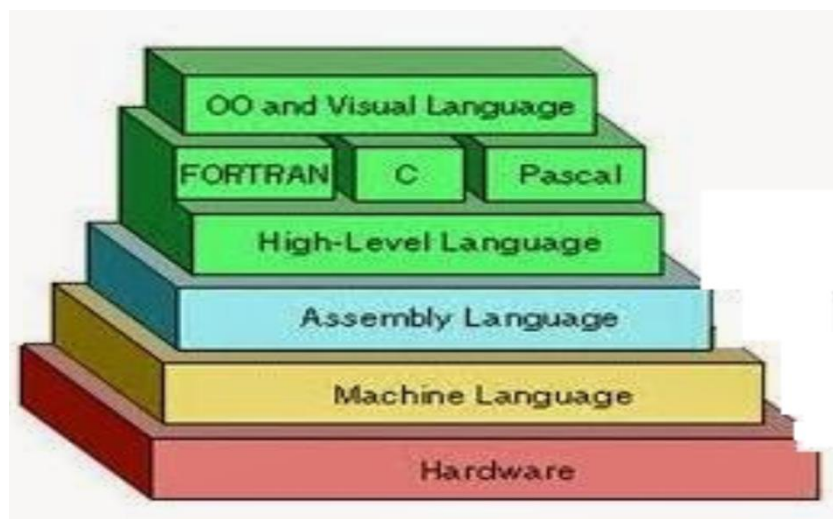 OO and Visual Language
FORTRAN C Pascal
High-Level Language
Assembly Language
Machine Language
Hardware